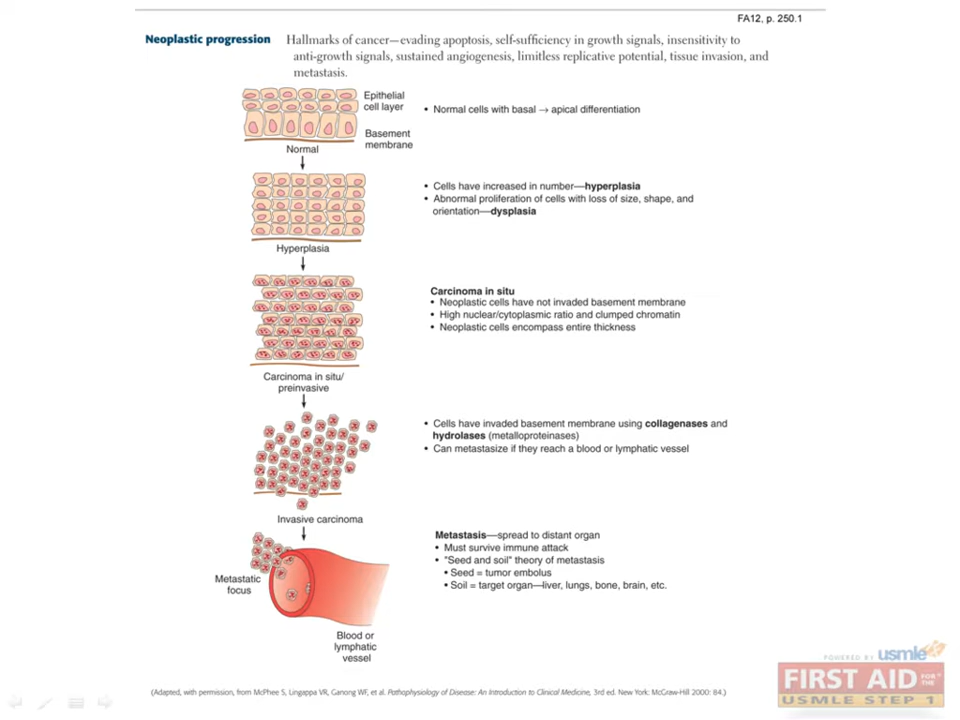 FA12, p. 250.1
Neoplastic progression
Hallmarks of cancer—evading apoptosis, self-sufficiency in growth signals, insensitivity to
anti-growth signals, sustained angiogenesis, limitless replicative potential, tissue invasion, and
metastasis.
Epithelial
cell layer
• Normal cells with basal → apical differentiation
Basement
membrane
Normal
• Cells have increased in number—hyperplasia
• Abnormal proliferation of cells with loss of size, shape, and
orientation—dysplasia
Hyperplasia
Carcinoma in situ
• Neoplastic cells have not invaded basement membrane
• High nuclear/cytoplasmic ratio and clumped chromatin
• Neoplastic cells encompass entire thickness
Carcinoma in situ/
preinvasive
• Cells have invaded basement membrane using collagenases and
hydrolases (metalloproteinases)
• Can metastasize if they reach a blood or lymphatic vessel
Invasive carcinoma
Metastasis—spread to distant organ
• Must survive immune attack
• "Seed and soil" theory of metastasis
• Seed = tumor embolus
• Soil = target organ—liver, lungs, bone, brain, etc.
Metastatic
focus
Blood or
lymphatic
vessel
(Adapted, with permission, from McPhee S, Lingappa VR, Ganong WF, et al. Pathophysiology of Disease: An Introduction to Clinical Medicine, 3rd ed. New York: McGraw-Hill 2000: 84.)
POWERED BY usmle
FIRST AID FOR THE
USMLE STEP 1